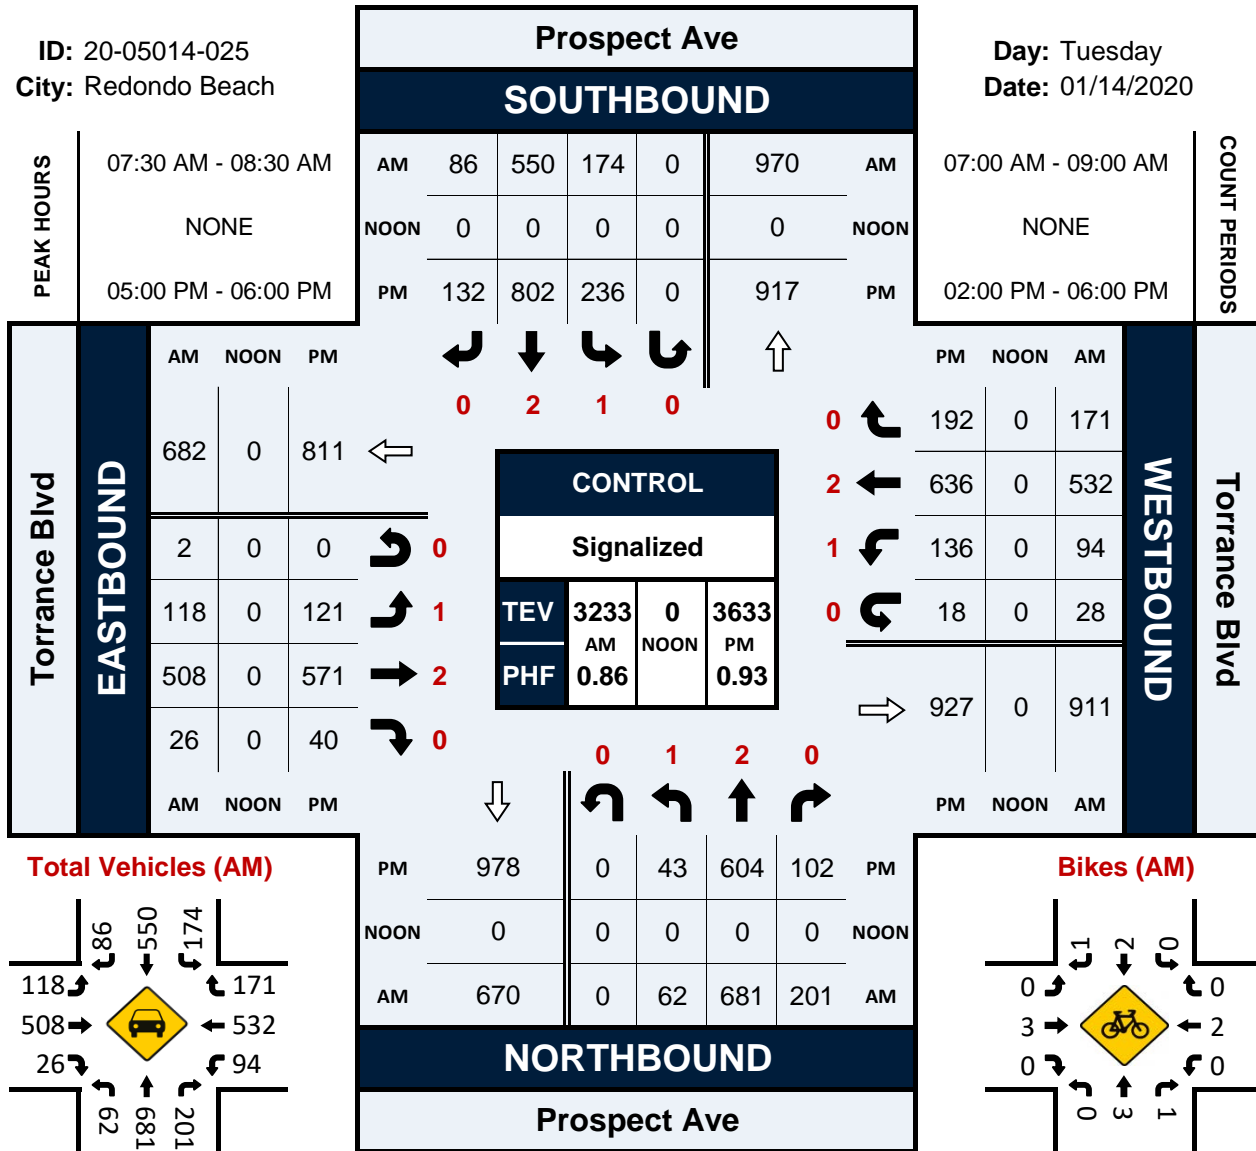 Prospect Ave
ID: 20-05014-025
City: Redondo Beach
Day: Tuesday
Date: 01/14/2020
SOUTHBOUND
PEAK HOURS
07:30 AM - 08:30 AM
NONE
05:00 PM - 06:00 PM
AM 86 550 174 0 970 AM
NOON 0 0 0 0 0 NOON
PM 132 802 236 0 917 PM
07:00 AM - 09:00 AM
NONE
02:00 PM - 06:00 PM
COUNT PERIODS
0 2 1 0
Torrance Blvd
EASTBOUND
AM NOON PM
682 0 811
2 0 0 0
118 0 121 1
508 0 571 2
26 0 40 0
AM NOON PM
CONTROL
Signalized
TEV 3233 0 3633
AM NOON PM
PHF 0.86 0.93
PM NOON AM
0 192 0 171
2 636 0 532
1 136 0 94
0 18 0 28
927 0 911
PM NOON AM
WESTBOUND
Torrance Blvd
0 1 2 0
PM 978 0 43 604 102 PM
NOON 0 0 0 0 0 NOON
AM 670 0 62 681 201 AM
NORTHBOUND
Prospect Ave
Total Vehicles (AM)
86 550 174
118 171
508 532
26 94
62 681 201
Bikes (AM)
1 2 0
0 0
3 2
0 0
0 3 1